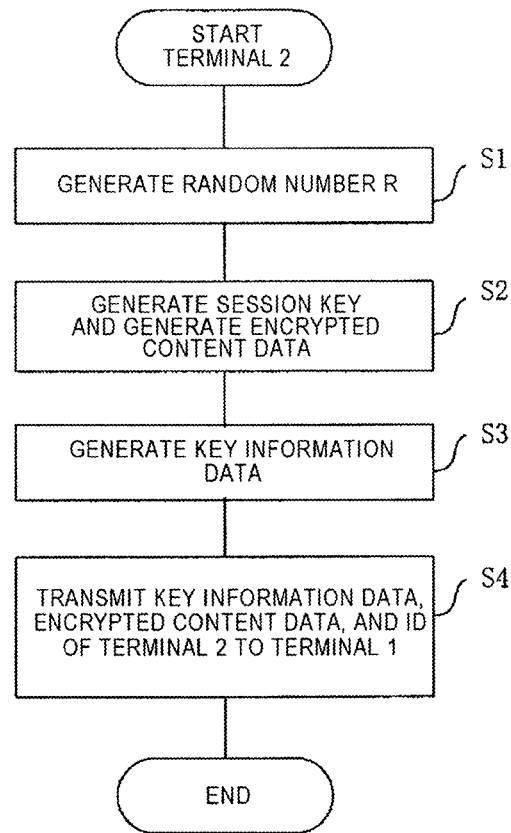 START
TERMINAL 2
GENERATE RANDOM NUMBER R
S1
GENERATE SESSION KEY
AND GENERATE ENCRYPTED
CONTENT DATA
S2
GENERATE KEY INFORMATION
DATA
S3
TRANSMIT KEY INFORMATION DATA,
ENCRYPTED CONTENT DATA, AND ID
OF TERMINAL 2 TO TERMINAL 1
S4
END